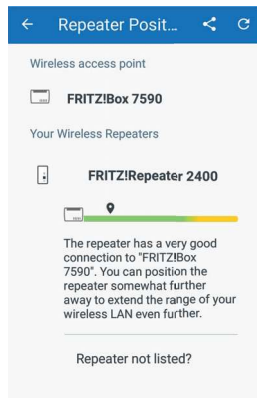 Repeater Posit...
Wireless access point
FRITZ!Box 7590
Your Wireless Repeaters
FRITZ!Repeater 2400
The repeater has a very good
connection to "FRITZ!Box
7590". You can position the
repeater somewhat further
away to extend the range of your
wireless LAN even further.
Repeater not listed?